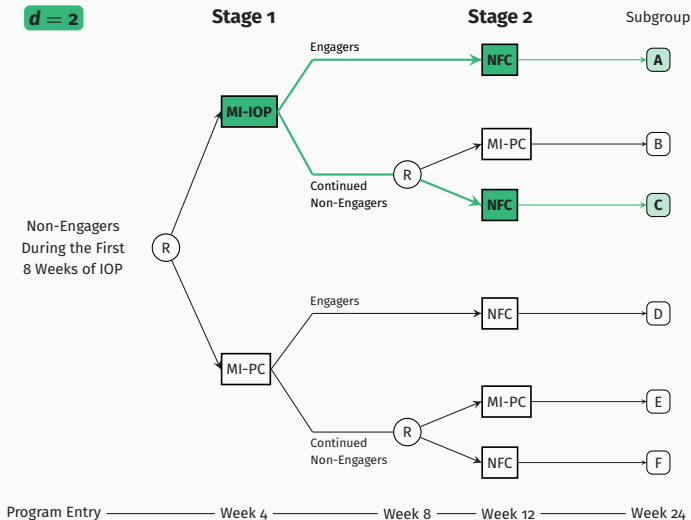 d = 2
Stage 1
Stage 2
Subgroup
Engagers
NFC
A
MI-IOP
MI-PC
B
R
Continued
Non-Engagers
NFC
C
Non-Engagers
During the First
8 Weeks of IOP
R
Engagers
NFC
D
MI-PC
MI-PC
E
R
Continued
Non-Engagers
NFC
F
Program Entry
Week 4
Week 8
Week 12
Week 24